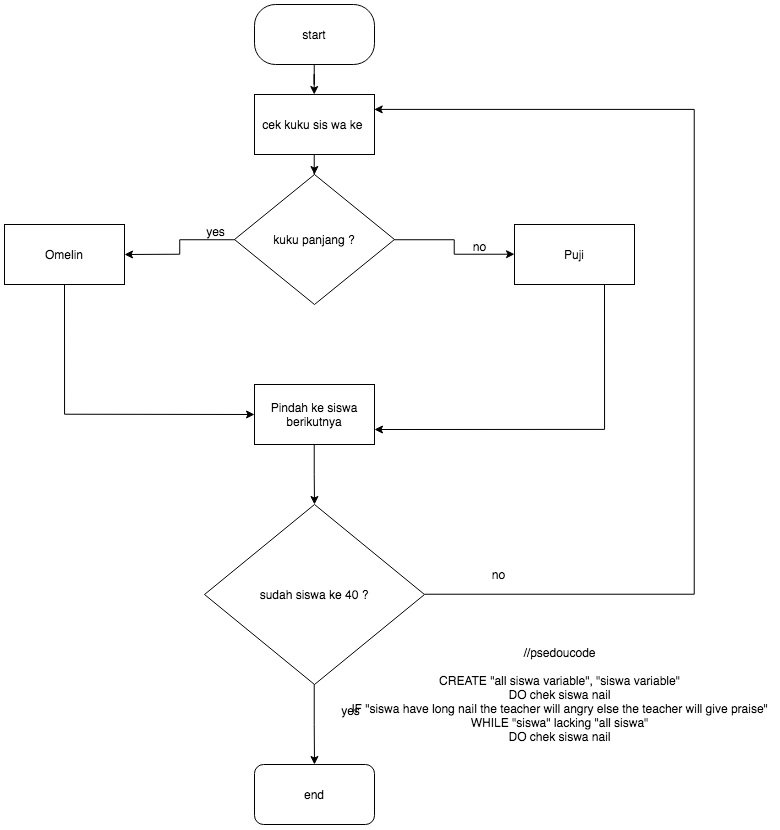 start
cek kuku sis wa ke
kuku panjang ?
yes
no
Omelin
Puji
Pindah ke siswa
berikutnya
sudah siswa ke 40 ?
no
//psedoucode
CREATE "all siswa variable", "siswa variable"
DO chek siswa nail
IF "siswa have long nail the teacher will angry else the teacher will give praise"
WHILE "siswa" lacking "all siswa"
DO chek siswa nail
yes
end